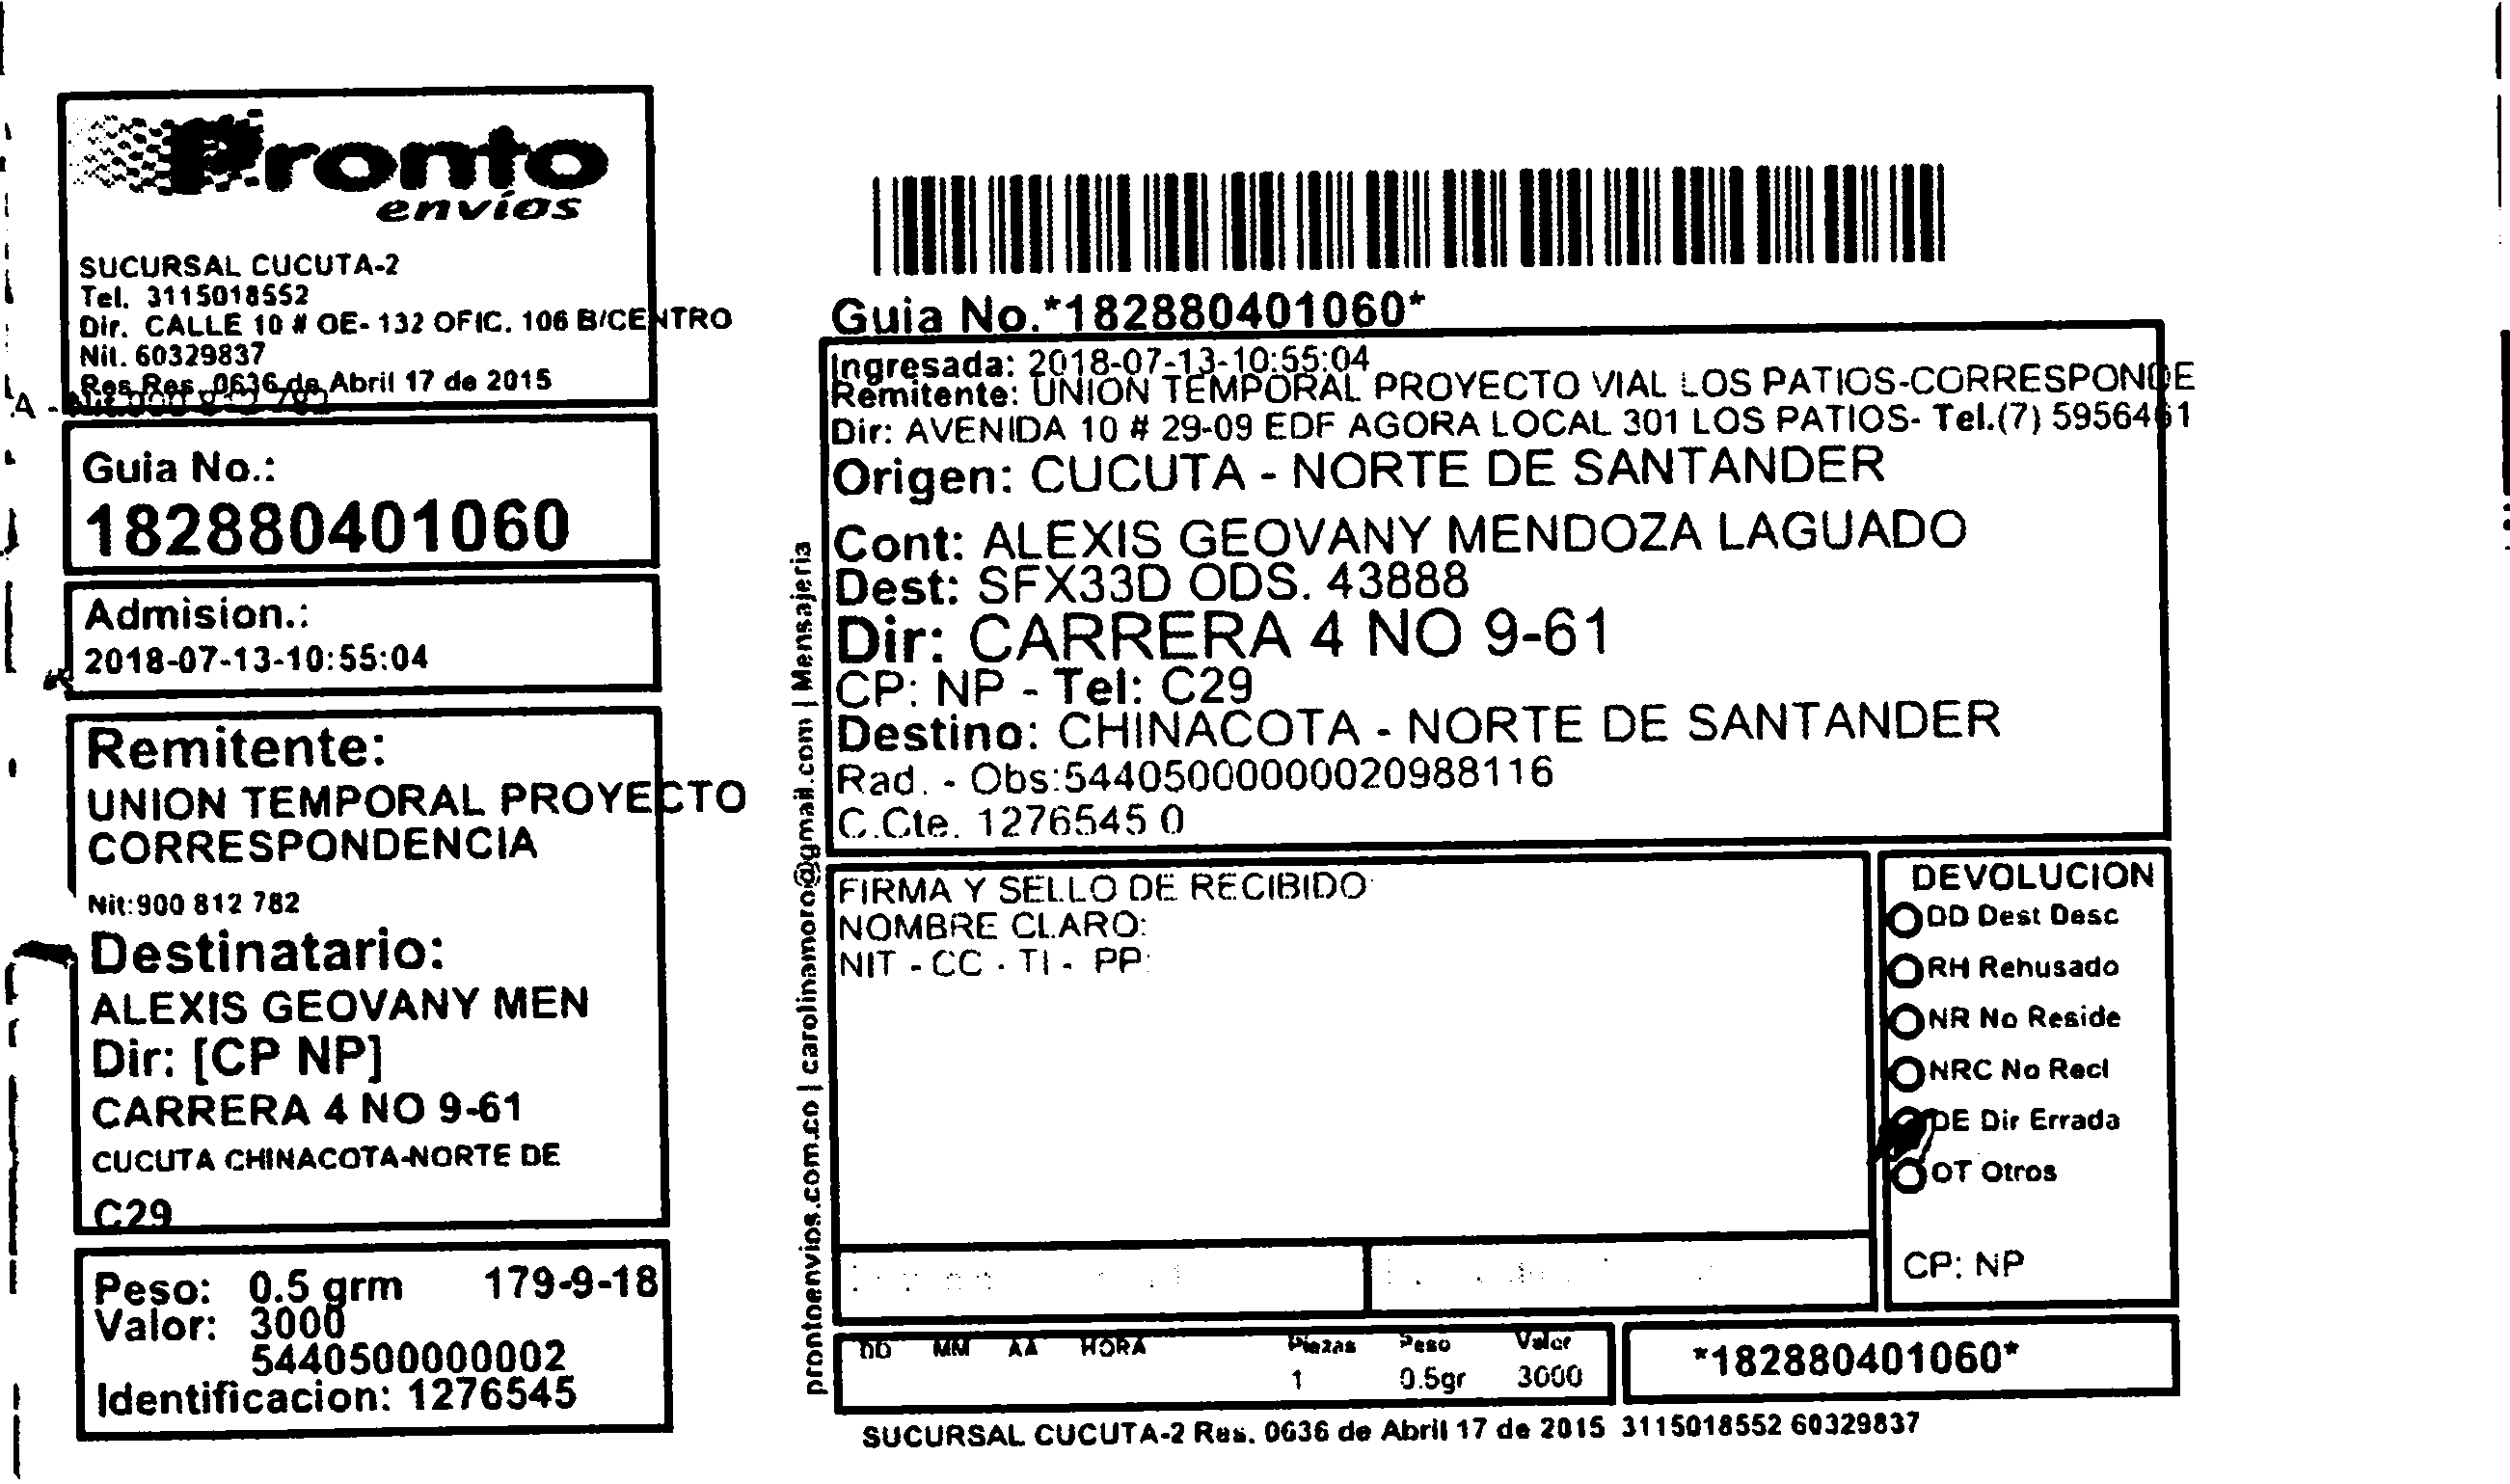 Pronto
envíos
SUCURSAL CUCUTA-2
Tel. 3115018552
Dir. CALLE 10 # OE- 132 OFIC. 106 B/CENTRO
Nit. 60329837
Res Res. 0636 de Abril 17 de 2015
Guia No.:
182880401060
Admision.:
2018-07-13-10:55:04
Remitente:
UNION TEMPORAL PROYECTO
CORRESPONDENCIA
Nit:900 812 782
Destinatario:
ALEXIS GEOVANY MEN
Dir: [CP NP]
CARRERA 4 NO 9-61
CUCUTA CHINACOTA-NORTE DE
C29
Peso: 0.5 grm 179-9-18
Valor: 3000
5440500000002
Identificacion: 1276545
prontoenvios.com.co | carolinamoro@gmail.com | Mensajeria
Guia No.*182880401060*
Ingresada: 2018-07-13-10:55:04
Remitente: UNION TEMPORAL PROYECTO VIAL LOS PATIOS-CORRESPONDE
Dir: AVENIDA 10 # 29-09 EDF AGORA LOCAL 301 LOS PATIOS- Tel.(7) 5956461
Origen: CUCUTA - NORTE DE SANTANDER
Cont: ALEXIS GEOVANY MENDOZA LAGUADO
Dest: SFX33D ODS. 43888
Dir: CARRERA 4 NO 9-61
CP: NP - Tel: C29
Destino: CHINACOTA - NORTE DE SANTANDER
Rad. - Obs:544050000000020988116
C.Cte. 1276545 0
FIRMA Y SELLO DE RECIBIDO
NOMBRE CLARO:
NIT - CC - TI - PP:
DEVOLUCION
DD Dest Desc
RH Rehusado
NR No Reside
NRC No Recl
DE Dir Errada
OT Otros
CP: NP
DD MM AA HORA Piezas Peso Valor
1 0.5gr 3000
*182880401060*
SUCURSAL CUCUTA-2 Res. 0636 de Abril 17 de 2015 3115018552 60329837